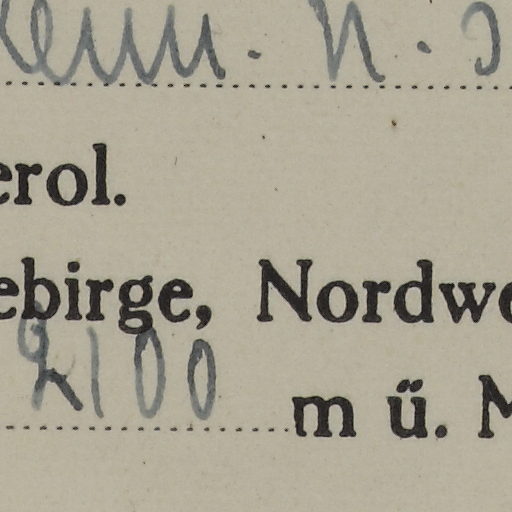 erol.
ebirge, Nordwe
2100
m ü. M